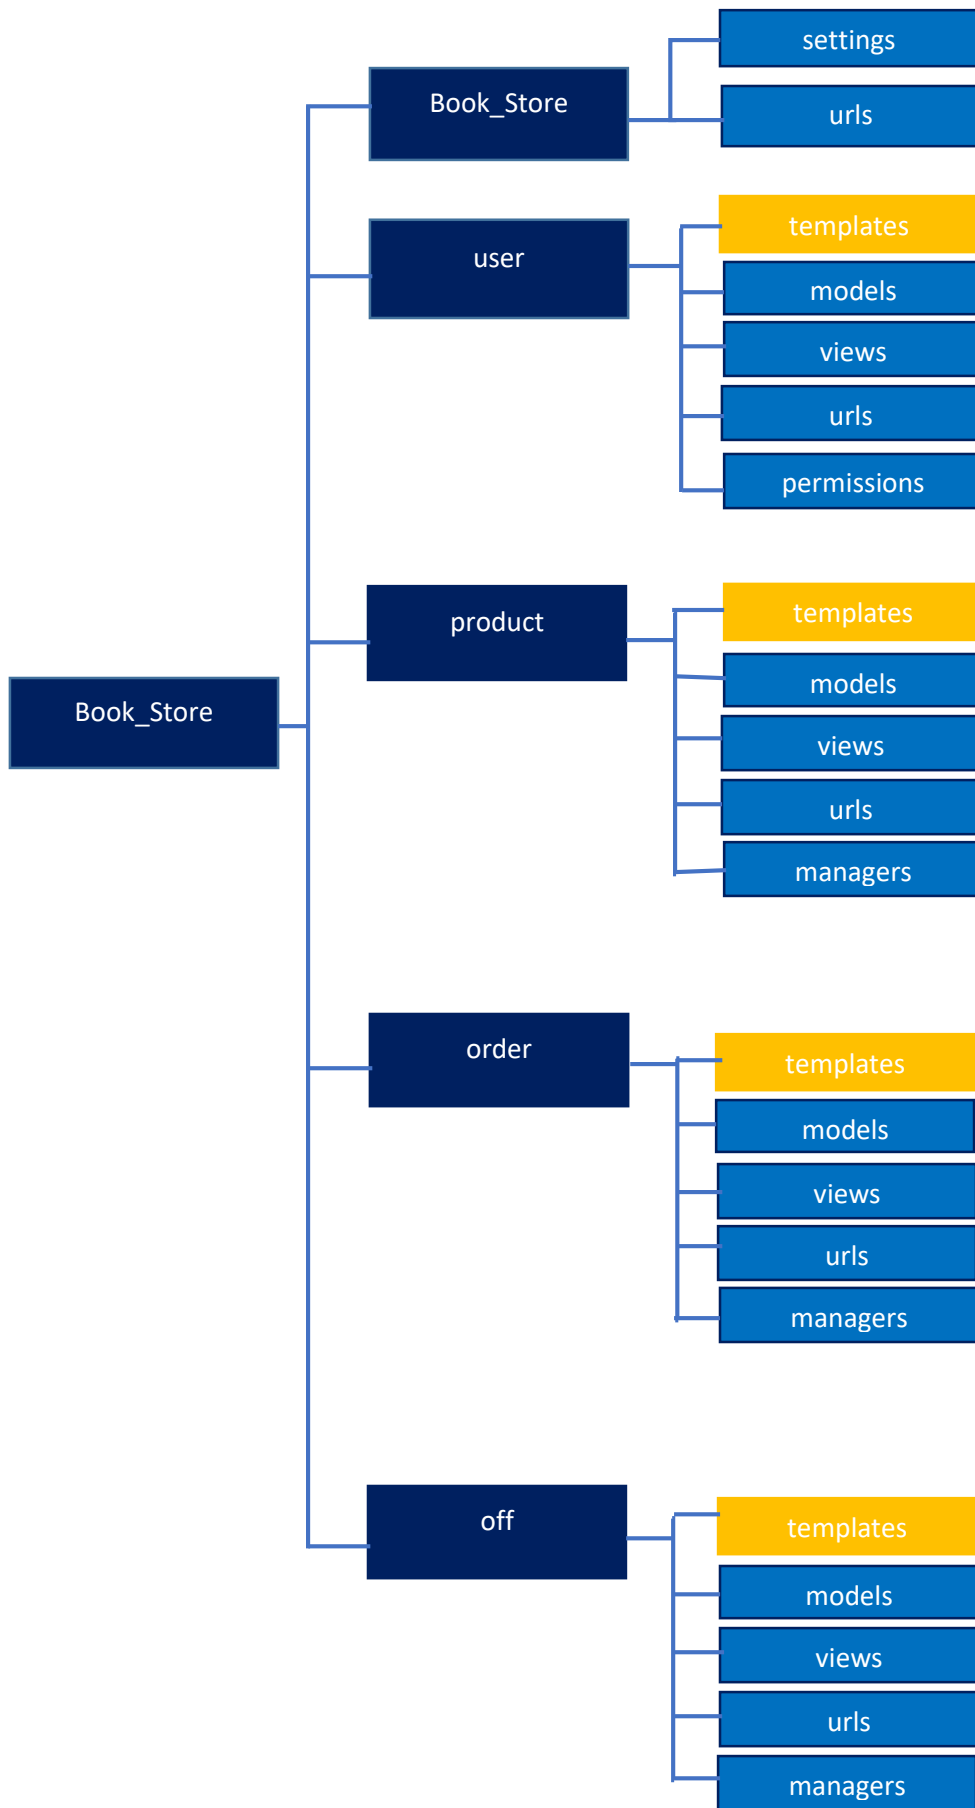 Book_Store
Book_Store
settings
urls
user
templates
models
views
urls
permissions
product
templates
models
views
urls
managers
order
templates
models
views
urls
managers
off
templates
models
views
urls
managers